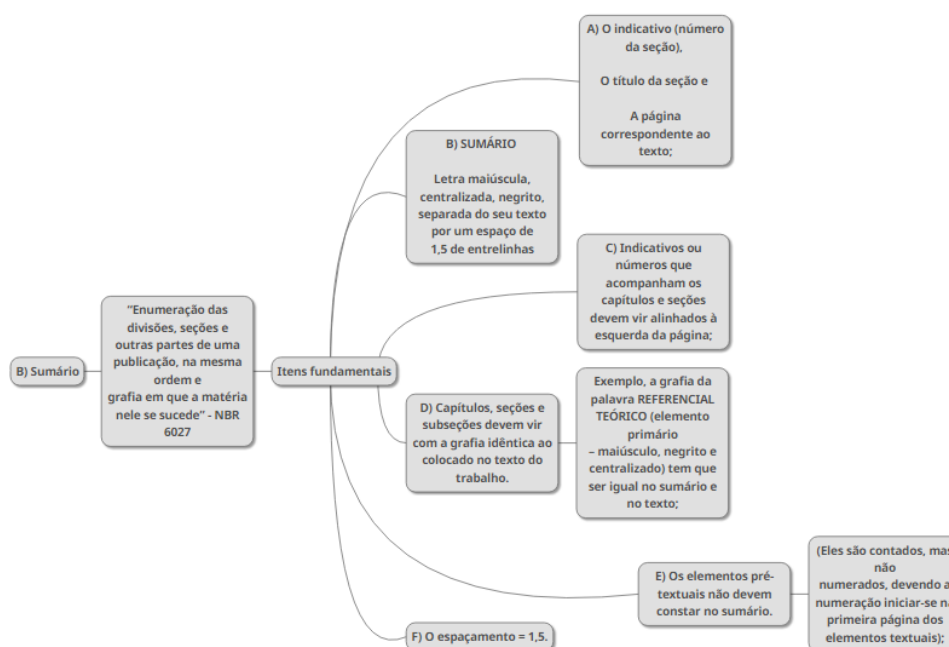 B) Sumário
“Enumeração das
divisões, seções e
outras partes de uma
publicação, na mesma
ordem e
grafia em que a matéria
nele se sucede” - NBR
6027
Itens fundamentais
A) O indicativo (número
da seção),
O título da seção e
A página
correspondente ao
texto;
B) SUMÁRIO
Letra maiúscula,
centralizada, negrito,
separada do seu texto
por um espaço de
1,5 de entrelinhas
C) Indicativos ou
números que
acompanham os
capítulos e seções
devem vir alinhados à
esquerda da página;
D) Capítulos, seções e
subseções devem vir
com a grafia idêntica ao
colocado no texto do
trabalho.
Exemplo, a grafia da
palavra REFERENCIAL
TEÓRICO (elemento
primário
– maiúsculo, negrito e
centralizado) tem que
ser igual no sumário e
no texto;
E) Os elementos pré-
textuais não devem
constar no sumário.
(Eles são contados, mas
não
numerados, devendo a
numeração iniciar-se na
primeira página dos
elementos textuais);
F) O espaçamento = 1,5.